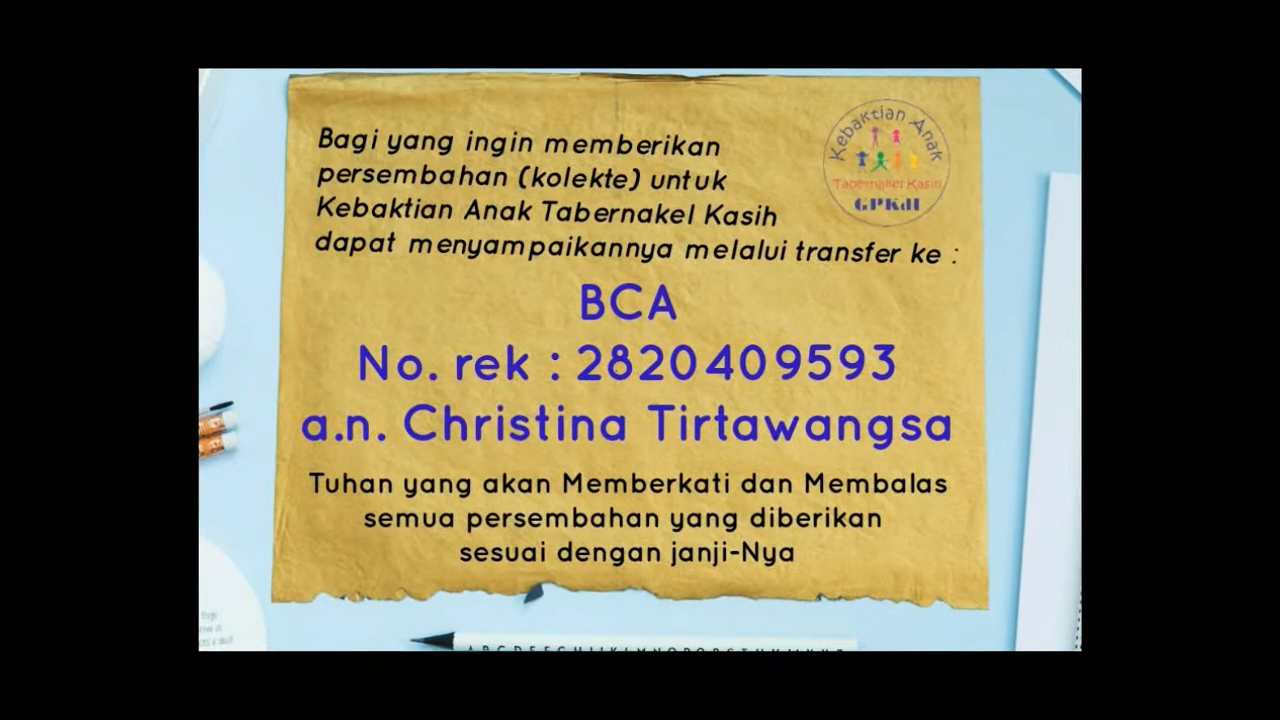 Bagi yang ingin memberikan
persembahan (kolekte) untuk
Kebaktian Anak Tabernakel Kasih
dapat menyampaikannya melalui transfer ke :
Kebaktian Anak
Tabernakel Kasih
GPKdI
BCA
No. rek : 2820409593
a.n. Christina Tirtawangsa
Tuhan yang akan Memberkati dan Membalas
semua persembahan yang diberikan
sesuai dengan janji-Nya